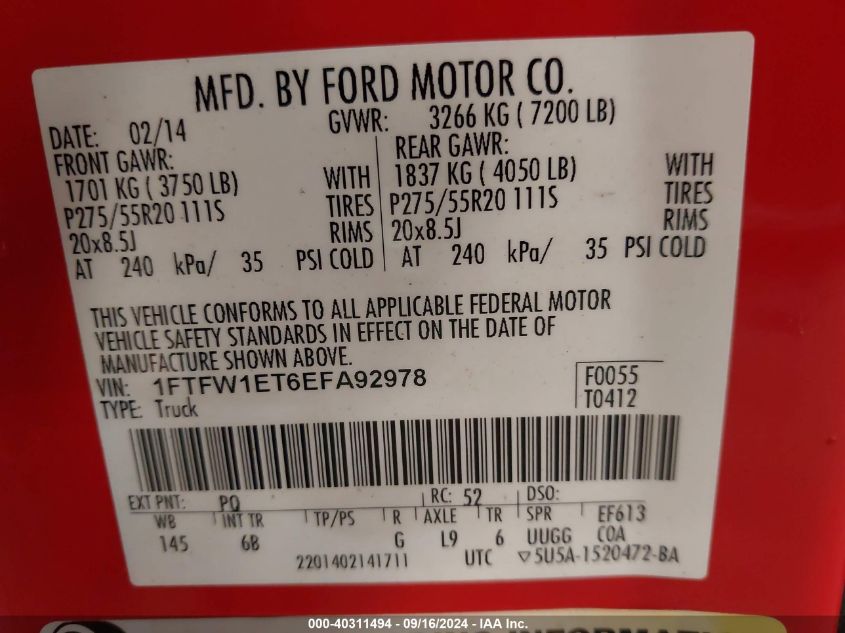 MFD. BY FORD MOTOR CO.
DATE: 02/14 GVWR: 3266 KG ( 7200 LB)
FRONT GAWR: REAR GAWR:
1701 KG ( 3750 LB) WITH 1837 KG ( 4050 LB) WITH
P275/55R20 111S TIRES P275/55R20 111S TIRES
20x8.5J RIMS 20x8.5J RIMS
AT 240 kPa/ 35 PSI COLD AT 240 kPa/ 35 PSI COLD
THIS VEHICLE CONFORMS TO ALL APPLICABLE FEDERAL MOTOR
VEHICLE SAFETY STANDARDS IN EFFECT ON THE DATE OF
MANUFACTURE SHOWN ABOVE.
VIN: 1FTFW1ET6EFA92978 F0055
TYPE: Truck T0412
EXT PNT: PQ RC: 52 DSO:
WB INT TR TP/PS R AXLE TR SPR EF613
145 6B G L9 6 UUGG COA
2201402141711 UTC ▽5U5A-1520472-BA
000-40311494 - 09/16/2024 - IAA Inc.